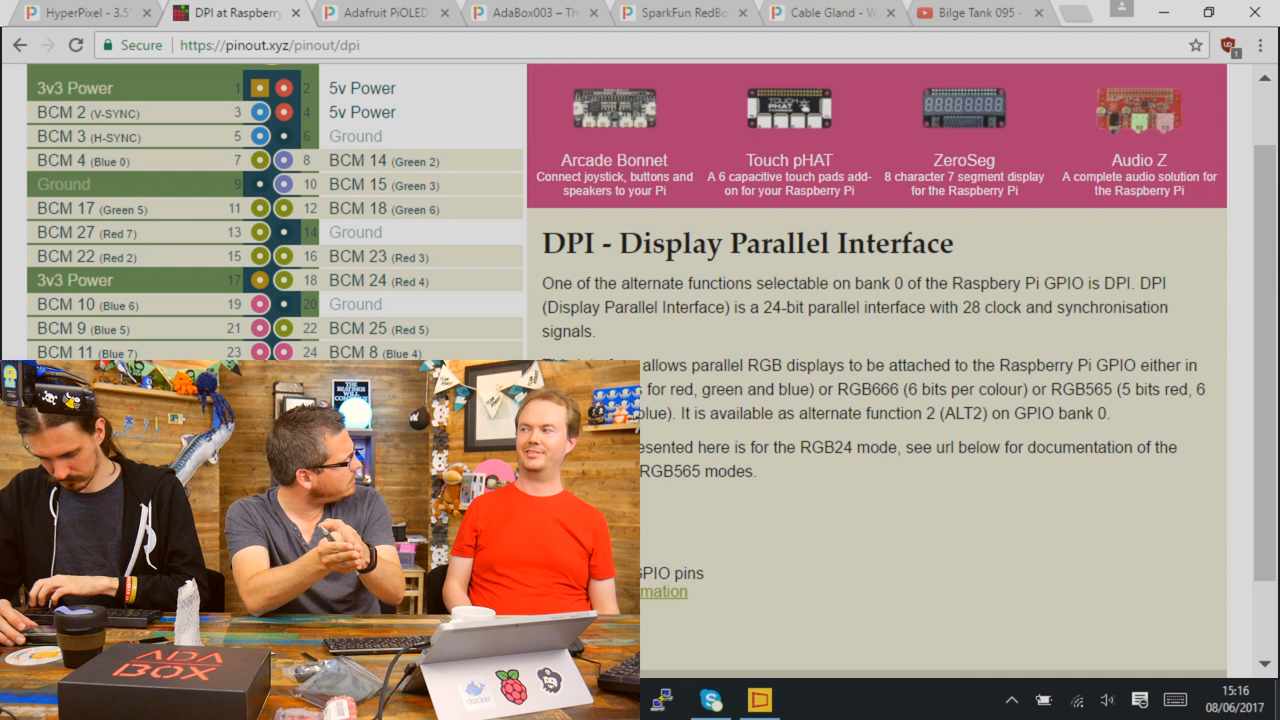 HyperPixel - 3.5"
DPI at Raspberry
Adafruit PiOLED
AdaBox003 – The
SparkFun RedBo
Cable Gland - W
Bilge Tank 095 -
Secure
https://pinout.xyz/pinout/dpi
1
3v3 Power 1 2 5v Power
BCM 2 (V-SYNC) 3 4 5v Power
BCM 3 (H-SYNC) 5 6 Ground
BCM 4 (Blue 0) 7 8 BCM 14 (Green 2)
Ground 9 10 BCM 15 (Green 3)
BCM 17 (Green 5) 11 12 BCM 18 (Green 6)
BCM 27 (Red 7) 13 14 Ground
BCM 22 (Red 2) 15 16 BCM 23 (Red 3)
3v3 Power 17 18 BCM 24 (Red 4)
BCM 10 (Blue 6) 19 20 Ground
BCM 9 (Blue 5) 21 22 BCM 25 (Red 5)
BCM 11 (Blue 7) 23 24 BCM 8 (Blue 4)
TOUCH
PHAT
Arcade Bonnet
Connect joystick, buttons and
speakers to your Pi
Touch pHAT
A 6 capacitive touch pads add-
on for your Raspberry Pi
ZeroSeg
8 character 7 segment display
for the Raspberry Pi
Audio Z
A complete audio solution for
the Raspberry Pi
DPI - Display Parallel Interface
One of the alternate functions selectable on bank 0 of the Raspbery Pi GPIO is DPI. DPI
(Display Parallel Interface) is a 24-bit parallel interface with 28 clock and synchronisation
signals.
allows parallel RGB displays to be attached to the Raspberry Pi GPIO either in
for red, green and blue) or RGB666 (6 bits per colour) or RGB565 (5 bits red, 6
blue). It is available as alternate function 2 (ALT2) on GPIO bank 0.
esented here is for the RGB24 mode, see url below for documentation of the
RGB565 modes.
GPIO pins
mation
THE
BEATINGS
WILL
ADA
BOX
docker
15:16
08/06/2017